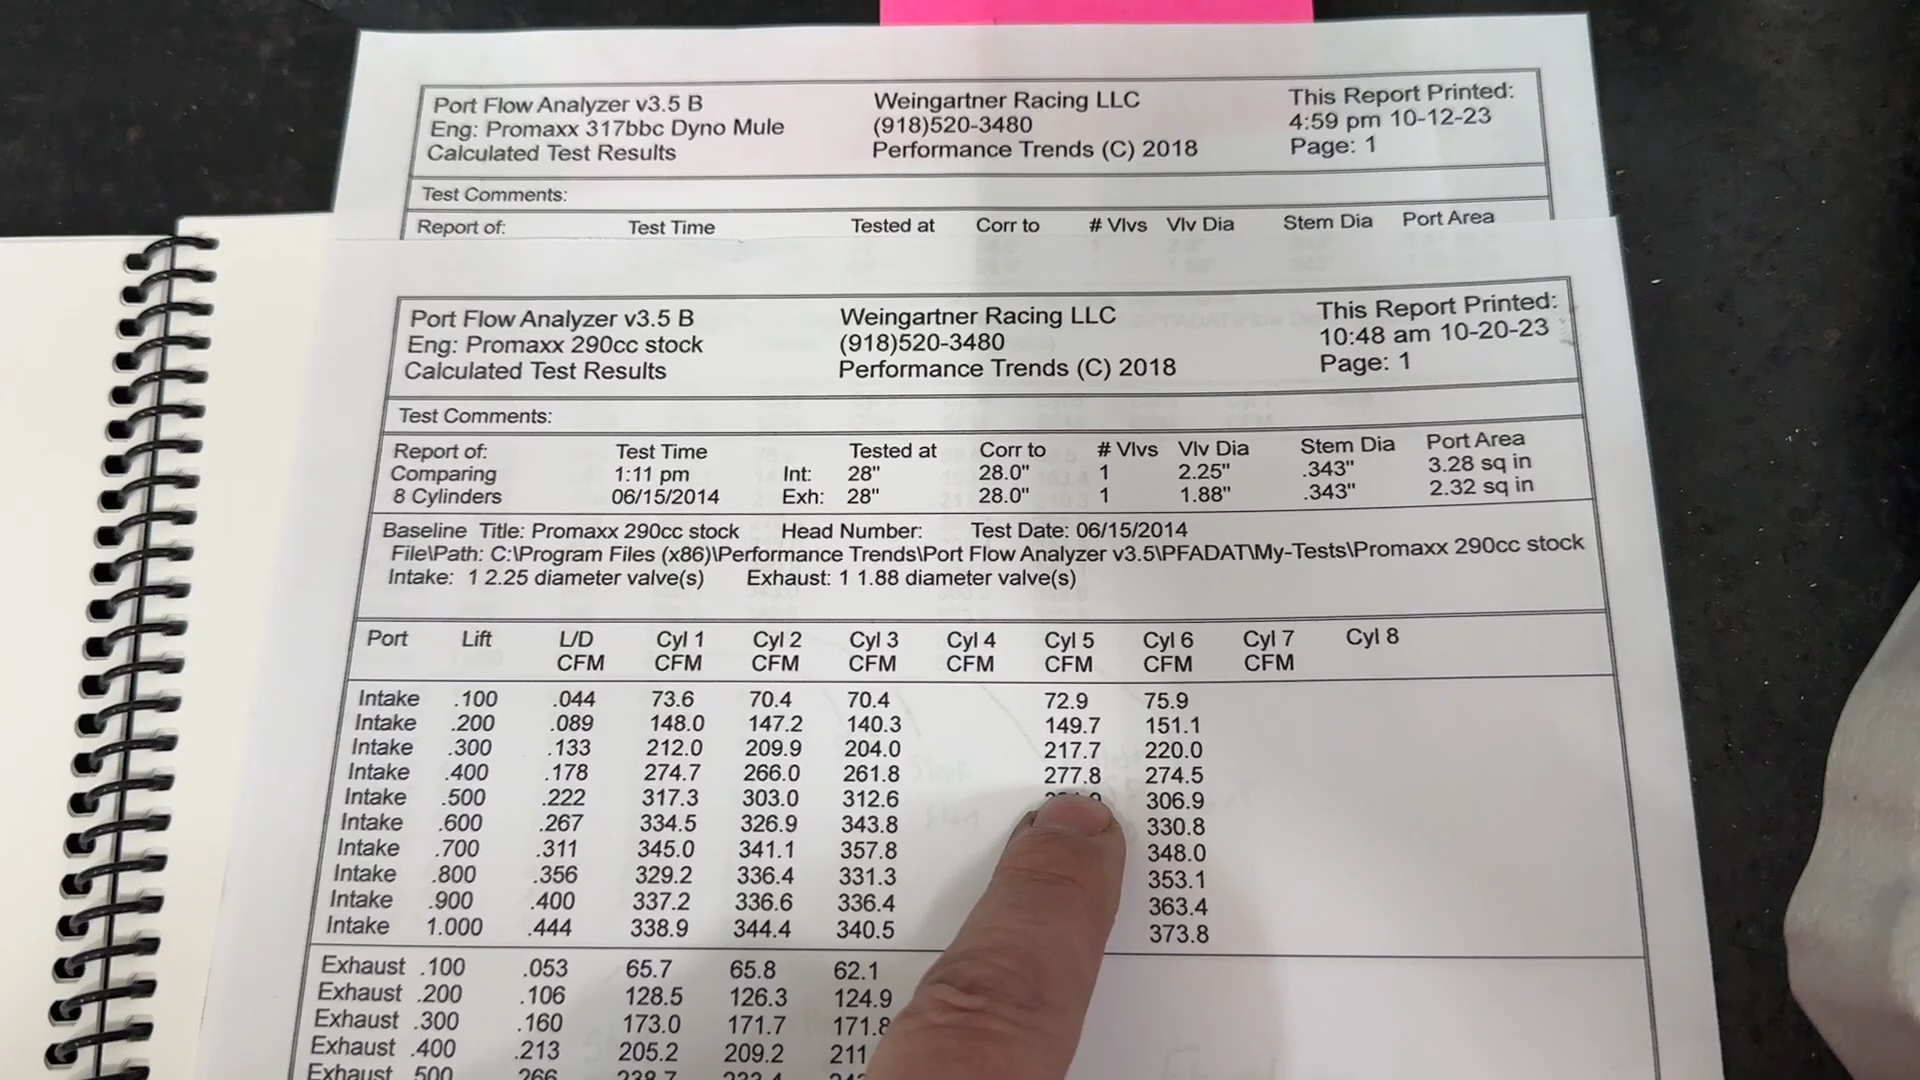 Port Flow Analyzer v3.5 B Weingartner Racing LLC This Report Printed:
Eng: Promaxx 317bbc Dyno Mule (918)520-3480 4:59 pm 10-12-23
Calculated Test Results Performance Trends (C) 2018 Page: 1
Test Comments:
Report of: Test Time Tested at Corr to # Vlvs Vlv Dia Stem Dia Port Area
Port Flow Analyzer v3.5 B Weingartner Racing LLC This Report Printed:
Eng: Promaxx 290cc stock (918)520-3480 10:48 am 10-20-23
Calculated Test Results Performance Trends (C) 2018 Page: 1
Test Comments:
Report of: Test Time Tested at Corr to # Vlvs Vlv Dia Stem Dia Port Area
Comparing 1:11 pm Int: 28" 28.0" 1 2.25" .343" 3.28 sq in
8 Cylinders 06/15/2014 Exh: 28" 28.0" 1 1.88" .343" 2.32 sq in
Baseline Title: Promaxx 290cc stock Head Number: Test Date: 06/15/2014
File\Path: C:\Program Files (x86)\Performance Trends\Port Flow Analyzer v3.5\PFADAT\My-Tests\Promaxx 290cc stock
Intake: 1 2.25 diameter valve(s) Exhaust: 1 1.88 diameter valve(s)
Port Lift L/D Cyl 1 Cyl 2 Cyl 3 Cyl 4 Cyl 5 Cyl 6 Cyl 7 Cyl 8
CFM CFM CFM CFM CFM CFM CFM CFM
Intake .100 .044 73.6 70.4 70.4 72.9 75.9
Intake .200 .089 148.0 147.2 140.3 149.7 151.1
Intake .300 .133 212.0 209.9 204.0 217.7 220.0
Intake .400 .178 274.7 266.0 261.8 277.8 274.5
Intake .500 .222 317.3 303.0 312.6 306.9
Intake .600 .267 334.5 326.9 343.8 330.8
Intake .700 .311 345.0 341.1 357.8 348.0
Intake .800 .356 329.2 336.4 331.3 353.1
Intake .900 .400 337.2 336.6 336.4 363.4
Intake 1.000 .444 338.9 344.4 340.5 373.8
Exhaust .100 .053 65.7 65.8 62.1
Exhaust .200 .106 128.5 126.3 124.9
Exhaust .300 .160 173.0 171.7 171.8
Exhaust .400 .213 205.2 209.2 211
Exhaust .500 .266